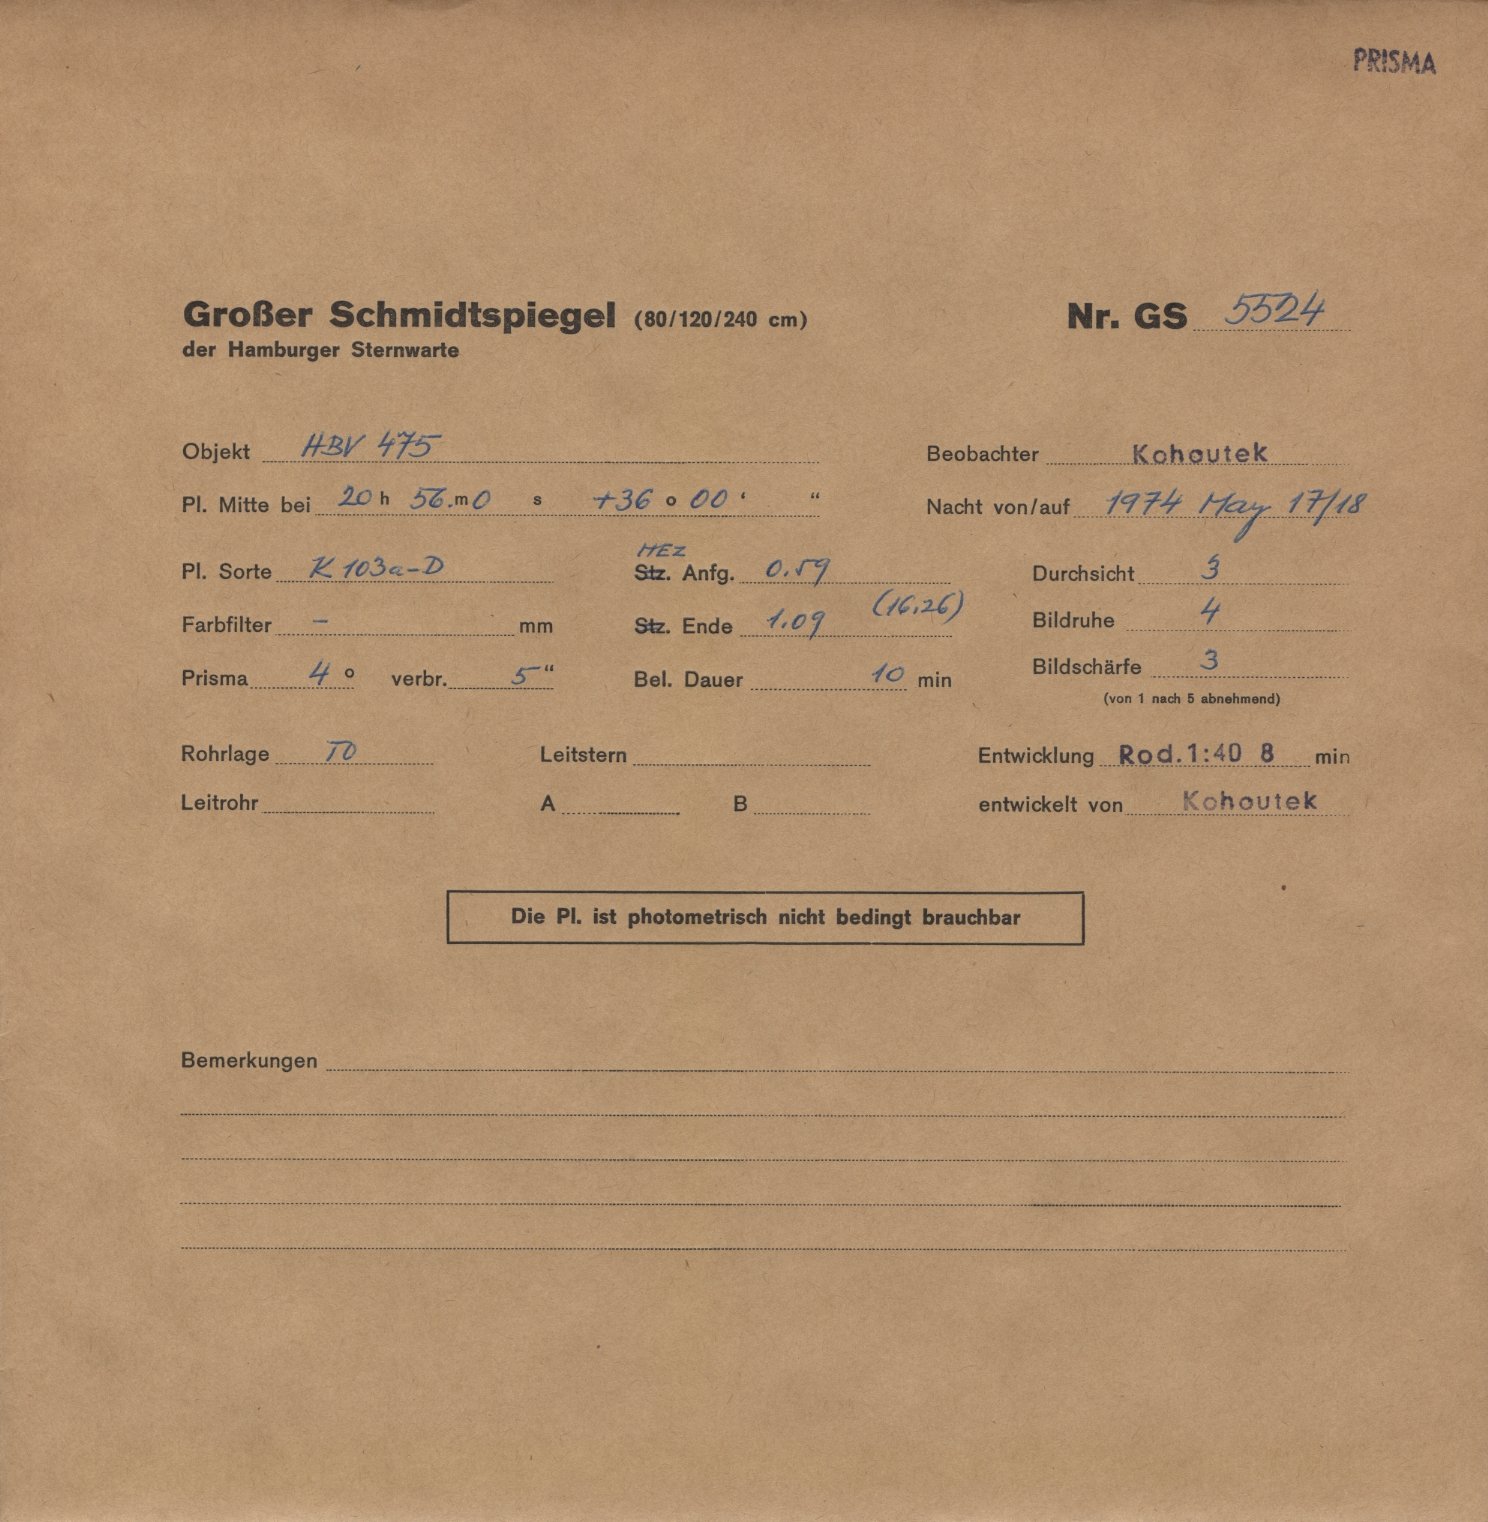 PRISMA
Großer Schmidtspiegel (80/120/240 cm) Nr. GS 5524
der Hamburger Sternwarte
Objekt HBV 475 Beobachter Kohoutek
Pl. Mitte bei 20 h 56. m 0 s +36 o 00 ‘ “ Nacht von/auf 1974 May 17/18
MEZ
Pl. Sorte K 103a-D Stz. Anfg. 0.59 Durchsicht 3
Farbfilter – mm Stz. Ende 1.09 (16.26) Bildruhe 4
Prisma 4 o verbr. 5 “ Bel. Dauer 10 min Bildschärfe 3
(von 1 nach 5 abnehmend)
Rohrlage TO Leitstern Entwicklung Rod. 1:40 8 min
Leitrohr A B entwickelt von Kohoutek
Die Pl. ist photometrisch nicht bedingt brauchbar
Bemerkungen